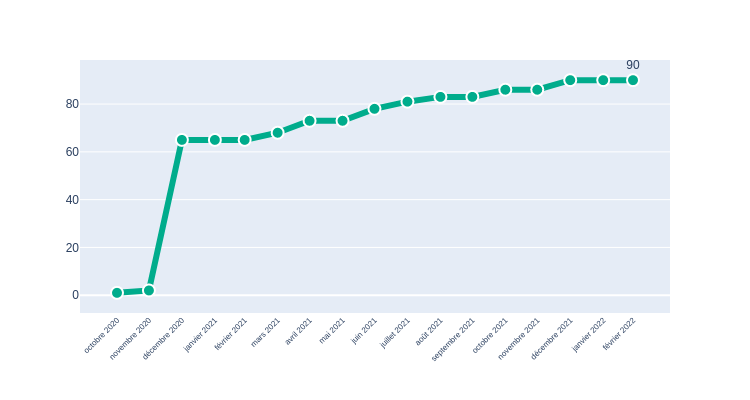 90
80
60
40
20
0
octobre 2020
novembre 2020
décembre 2020
janvier 2021
février 2021
mars 2021
avril 2021
mai 2021
juin 2021
juillet 2021
août 2021
septembre 2021
octobre 2021
novembre 2021
décembre 2021
janvier 2022
février 2022